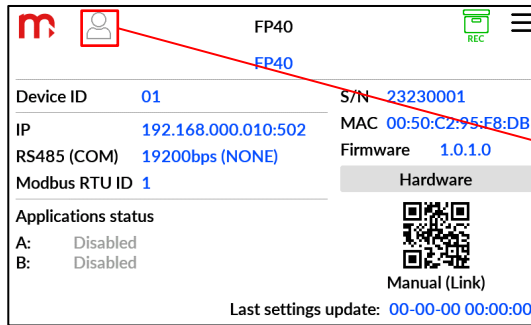 FP40
REC
FP40
Device ID 01
S/N 23230001
IP 192.168.000.010:502
MAC 00:50:C2:95:F8:DB
RS485 (COM) 19200bps (NONE)
Firmware 1.0.1.0
Modbus RTU ID 1
Hardware
Applications status
A: Disabled
B: Disabled
Manual (Link)
Last settings update: 00-00-00 00:00:00